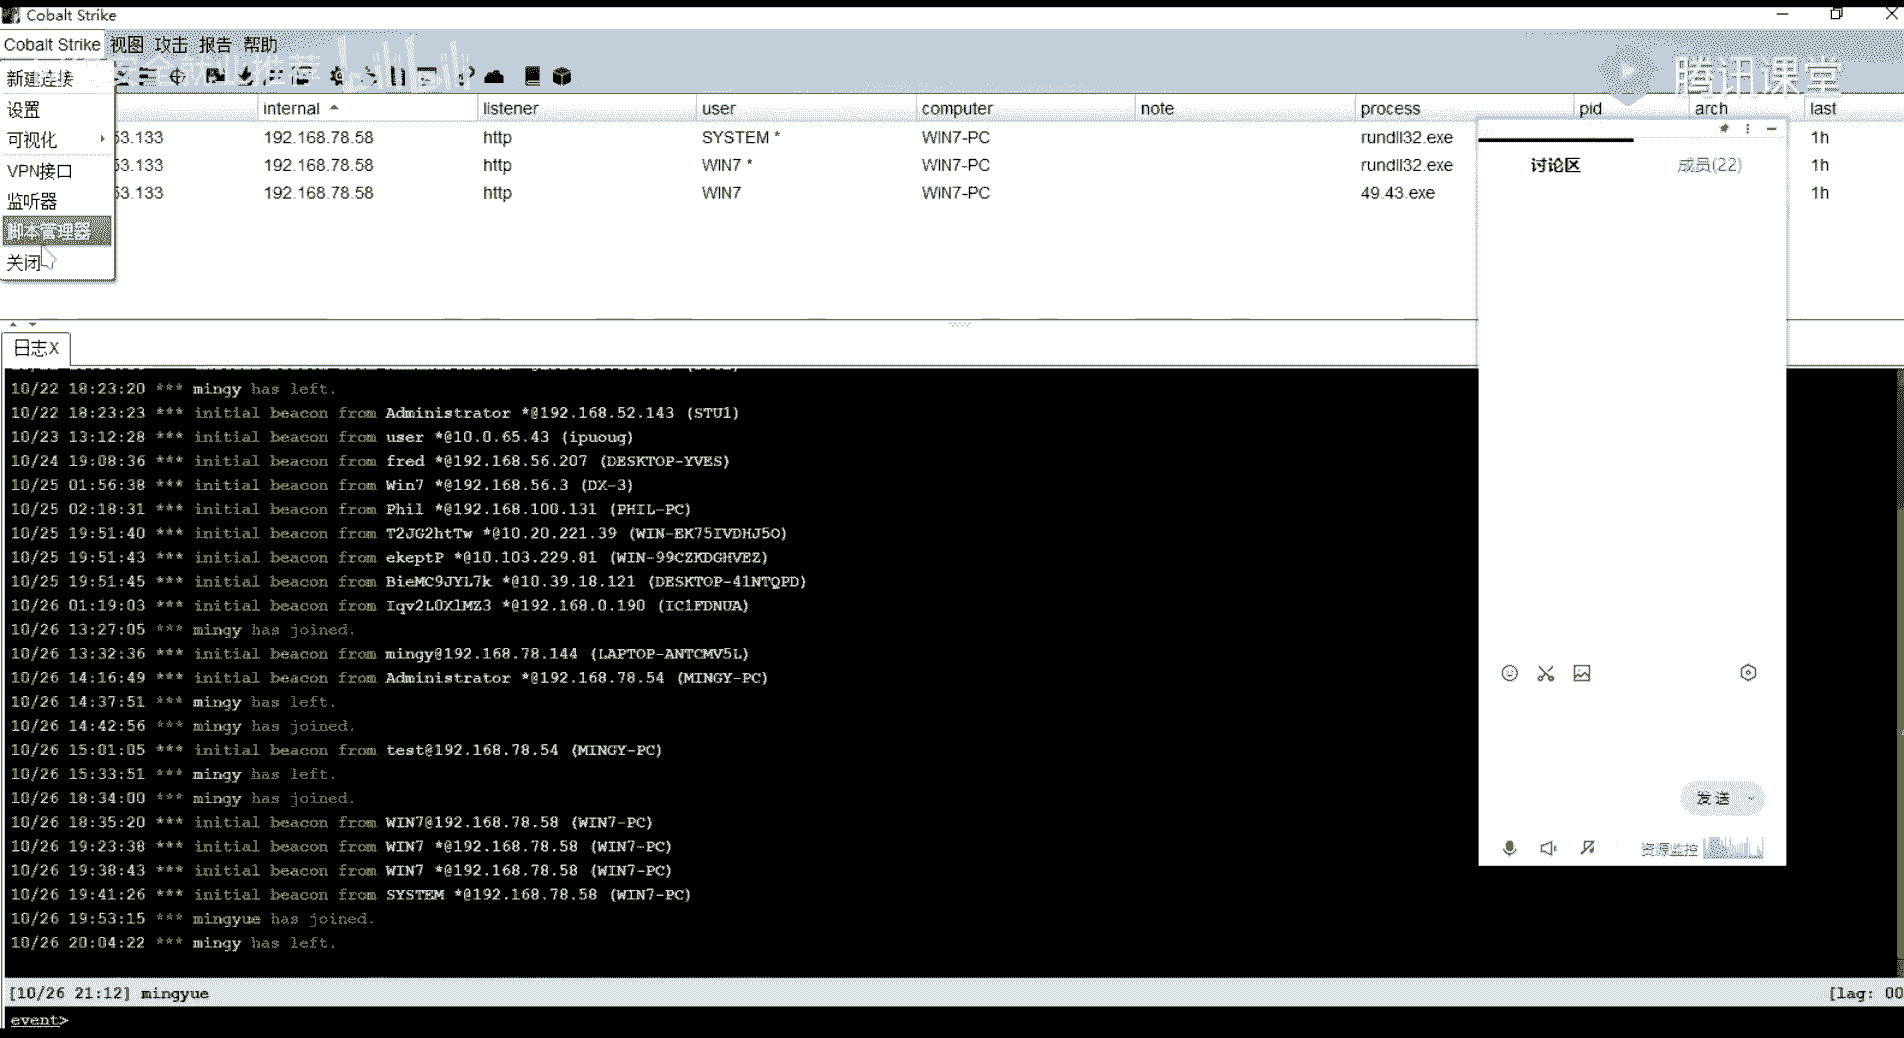 Cobalt Strike
Cobalt Strike 视图 攻击 报告 帮助
腾讯课堂
新建连接
设置
可视化
VPN接口
监听器
脚本管理器
关闭
internal listener user computer note process pid arch last
53.133 192.168.78.58 http SYSTEM * WIN7-PC rundll32.exe 1h
53.133 192.168.78.58 http WIN7 * WIN7-PC rundll32.exe 1h
53.133 192.168.78.58 http WIN7 WIN7-PC 49.43.exe 1h
讨论区 成员(22)
日志X
10/22 18:23:20 *** mingy has left.
10/22 18:23:23 *** initial beacon from Administrator *@192.168.52.143 (STU1)
10/23 13:12:28 *** initial beacon from user *@10.0.65.43 (ipuoug)
10/24 19:08:36 *** initial beacon from fred *@192.168.56.207 (DESKTOP-YVES)
10/25 01:56:38 *** initial beacon from Win7 *@192.168.56.3 (DX-3)
10/25 02:18:31 *** initial beacon from Phil *@192.168.100.131 (PHIL-PC)
10/25 19:51:40 *** initial beacon from T2JG2htTw *@10.20.221.39 (WIN-EK75IVDHJ5O)
10/25 19:51:43 *** initial beacon from ekeptP *@10.103.229.81 (WIN-99CZKDGHVEZ)
10/25 19:51:45 *** initial beacon from BieMC9JYL7k *@10.39.18.121 (DESKTOP-41NTQPD)
10/26 01:19:03 *** initial beacon from Iqv2LOXlMZ3 *@192.168.0.190 (IC1FDNUA)
10/26 13:27:05 *** mingy has joined.
10/26 13:32:36 *** initial beacon from mingy@192.168.78.144 (LAPTOP-ANTCMV5L)
10/26 14:16:49 *** initial beacon from Administrator *@192.168.78.54 (MINGY-PC)
10/26 14:37:51 *** mingy has left.
10/26 14:42:56 *** mingy has joined.
10/26 15:01:05 *** initial beacon from test@192.168.78.54 (MINGY-PC)
10/26 15:33:51 *** mingy has left.
10/26 18:34:00 *** mingy has joined.
10/26 18:35:20 *** initial beacon from WIN7@192.168.78.58 (WIN7-PC)
10/26 19:23:38 *** initial beacon from WIN7 *@192.168.78.58 (WIN7-PC)
10/26 19:38:43 *** initial beacon from WIN7 *@192.168.78.58 (WIN7-PC)
10/26 19:41:26 *** initial beacon from SYSTEM *@192.168.78.58 (WIN7-PC)
10/26 19:53:15 *** mingyue has joined.
10/26 20:04:22 *** mingy has left.
发送
资源监控
[10/26 21:12] mingyue [lag: 00
event>